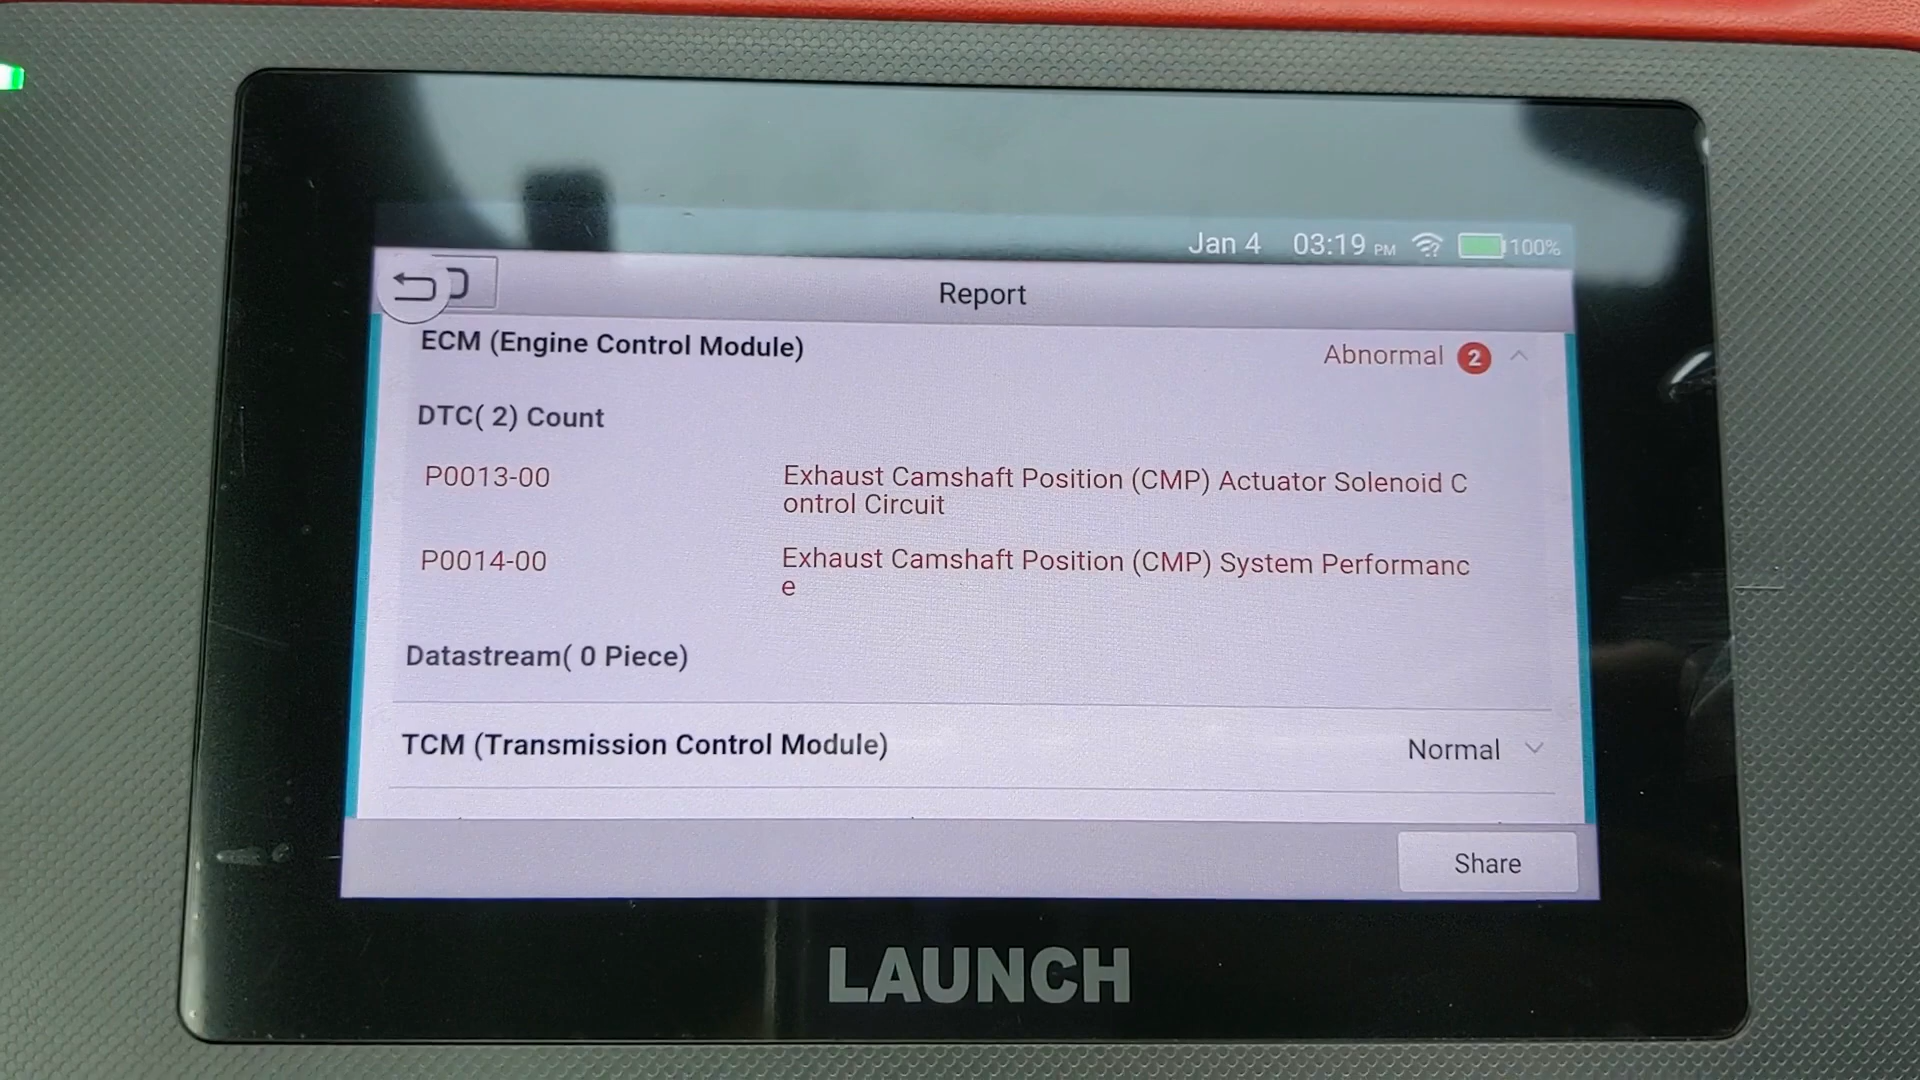 Jan 4 03:19 PM 100%
Report
ECM (Engine Control Module)
Abnormal 2
DTC( 2) Count
P0013-00
Exhaust Camshaft Position (CMP) Actuator Solenoid C
ontrol Circuit
P0014-00
Exhaust Camshaft Position (CMP) System Performanc
e
Datastream( 0 Piece)
TCM (Transmission Control Module)
Normal
Share
LAUNCH